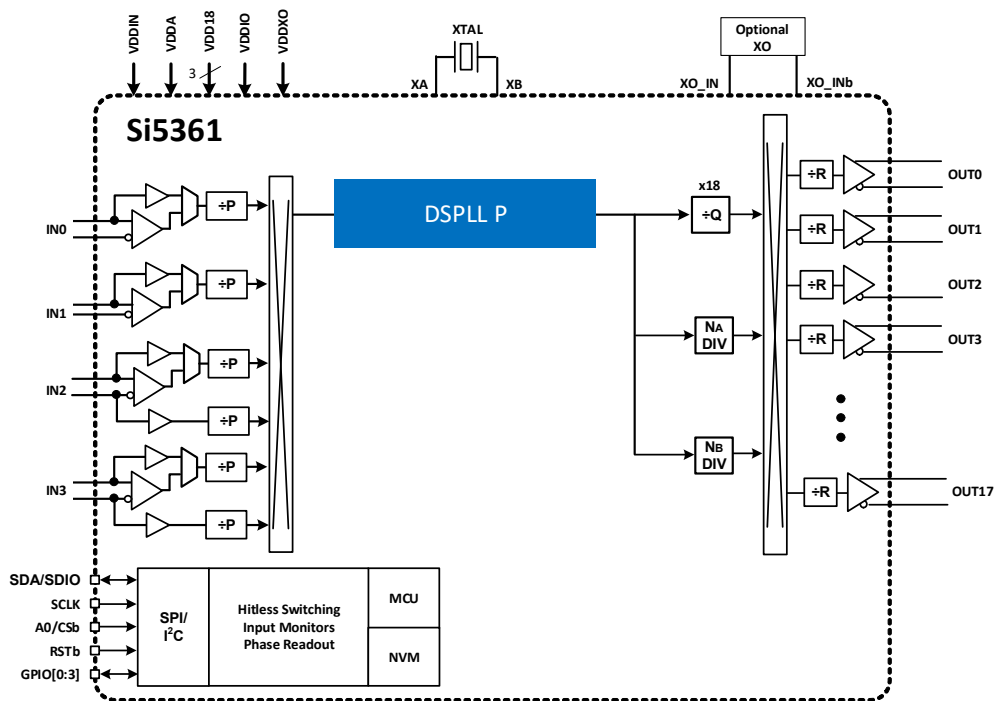 VDDIN
VDDA
VDD18
VDDIO
VDDXO
3
XTAL
XA
XB
Optional
XO
XO_IN
XO_INb
Si5361
IN0
÷P
IN1
÷P
IN2
÷P
÷P
IN3
÷P
÷P
DSPLL P
x18
÷Q
NA
DIV
NB
DIV
÷R
OUT0
÷R
OUT1
÷R
OUT2
÷R
OUT3
÷R
OUT17
SDA/SDIO
SCLK
A0/CSb
RSTb
GPIO[0:3]
SPI/
I²C
Hitless Switching
Input Monitors
Phase Readout
MCU
NVM